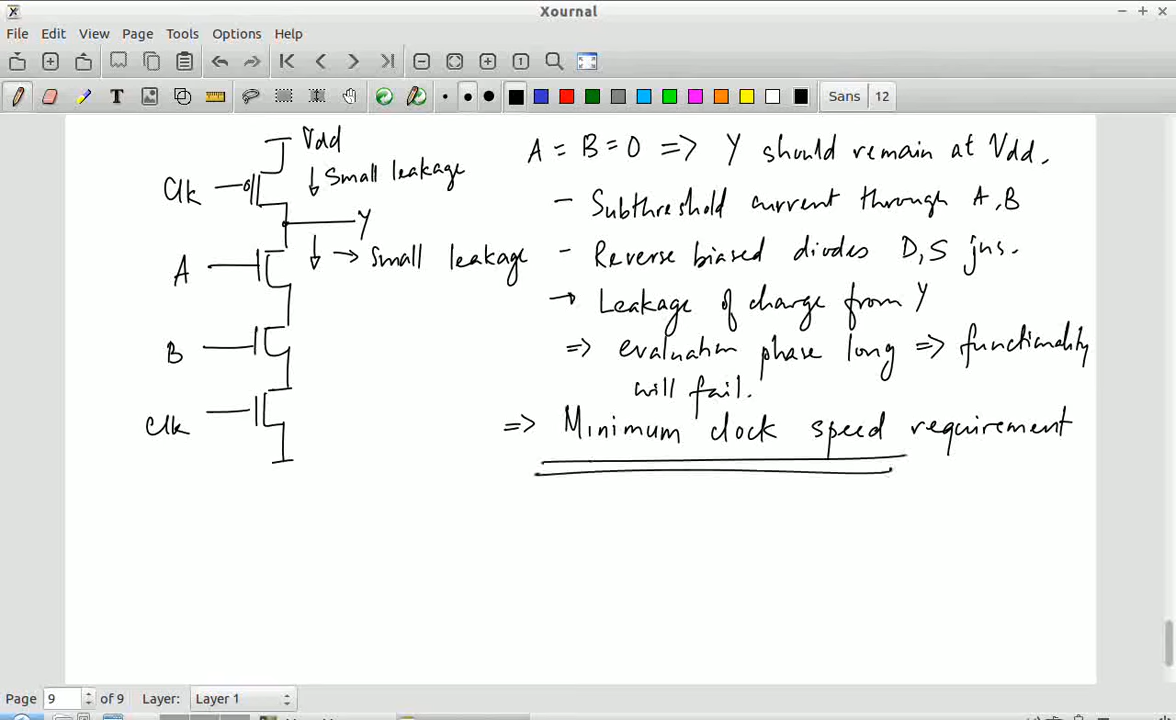 Xournal
File Edit View Page Tools Options Help
Sans 12
Vdd
Small leakage
Clk
Y
Small leakage
A
B
Clk
A = B = 0 => Y should remain at Vdd.
- Subthreshold current through A, B
- Reverse biased diodes D, S jns.
→ Leakage of charge from Y
=> evaluation phase long => functionality
will fail.
=> Minimum clock speed requirement
Page 9 of 9 Layer: Layer 1